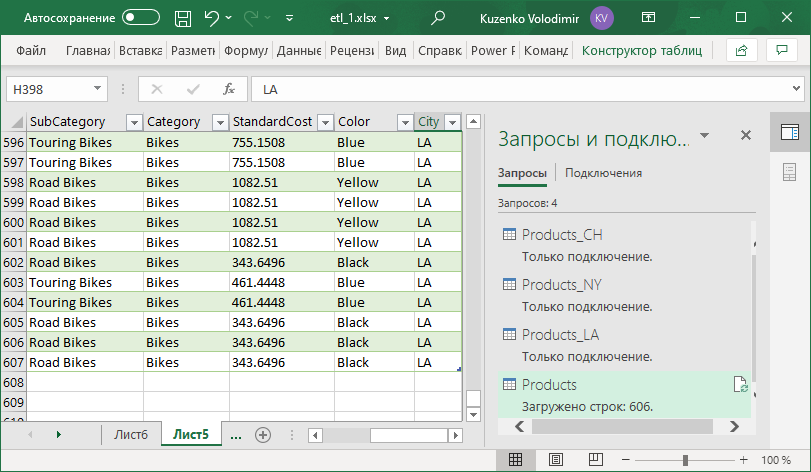 Автосохранение etl_1.xlsx Kuzenko Volodimir KV
Файл Главная Вставка Разметк Формул Данные Рецензи Вид Справка Power P Команд Конструктор таблиц
H398 fx LA
SubCategory Category StandardCost Color City
596 Touring Bikes Bikes 755.1508 Blue LA
597 Touring Bikes Bikes 755.1508 Blue LA
598 Road Bikes Bikes 1082.51 Yellow LA
599 Road Bikes Bikes 1082.51 Yellow LA
600 Road Bikes Bikes 1082.51 Yellow LA
601 Road Bikes Bikes 1082.51 Yellow LA
602 Road Bikes Bikes 343.6496 Black LA
603 Touring Bikes Bikes 461.4448 Blue LA
604 Touring Bikes Bikes 461.4448 Blue LA
605 Road Bikes Bikes 343.6496 Black LA
606 Road Bikes Bikes 343.6496 Black LA
607 Road Bikes Bikes 343.6496 Black LA
608
609
Запросы и подклю...
Запросы Подключения
Запросов: 4
Products_CH
Только подключение.
Products_NY
Только подключение.
Products_LA
Только подключение.
Products
Загружено строк: 606.
Лист6 Лист5 ...
100 %